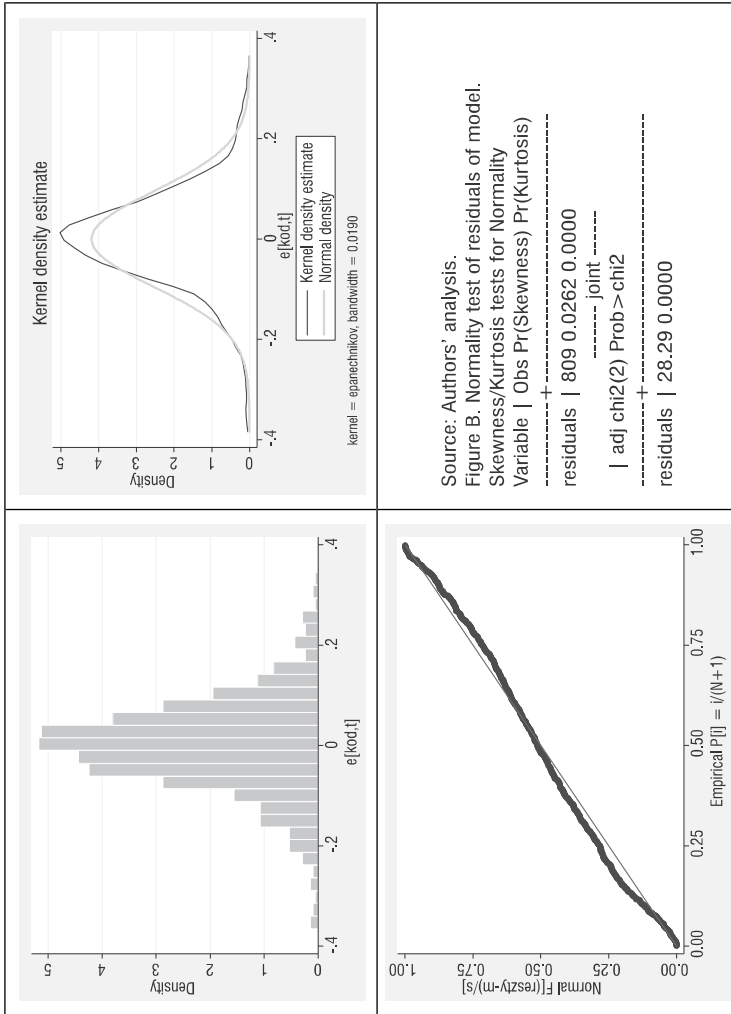 5
4
3
2
1
0
Density
-.4
-.2
0
.2
.4
e[kod,t]
Kernel density estimate
5
4
3
2
1
0
Density
-.4
-.2
0
.2
.4
e[kod,t]
Kernel density estimate
Normal density
kernel = epanechnikov, bandwidth = 0.0190
1.00
0.75
0.50
0.25
0.00
Normal F[(reszty-m)/s]
0.00
0.25
0.50
0.75
1.00
Empirical P[i] = i/(N+1)
Source: Authors' analysis.
Figure B. Normality test of residuals of model.
Skewness/Kurtosis tests for Normality
Variable | Obs Pr(Skewness) Pr(Kurtosis)
---------+-------------------------------
residuals | 809 0.0262 0.0000
------- joint ------
| adj chi2(2) Prob>chi2
---------+-------------------------------
residuals | 28.29 0.0000